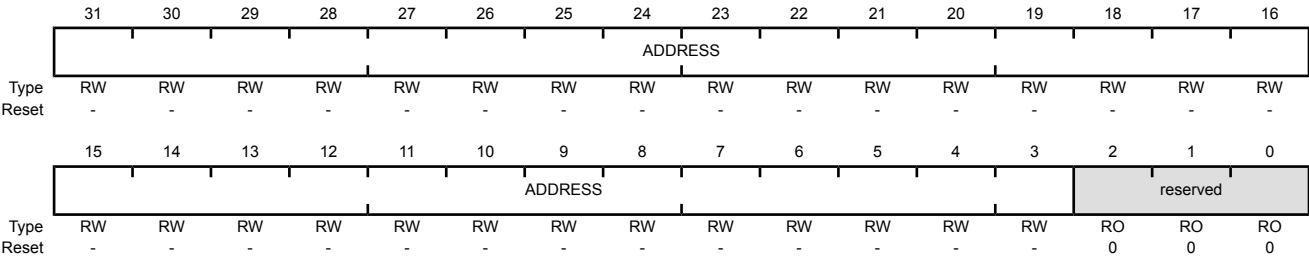 31 30 29 28 27 26 25 24 23 22 21 20 19 18 17 16
ADDRESS
Type RW RW RW RW RW RW RW RW RW RW RW RW RW RW RW RW
Reset - - - - - - - - - - - - - - - -
15 14 13 12 11 10 9 8 7 6 5 4 3 2 1 0
ADDRESS reserved
Type RW RW RW RW RW RW RW RW RW RW RW RW RW RO RO RO
Reset - - - - - - - - - - - - - 0 0 0